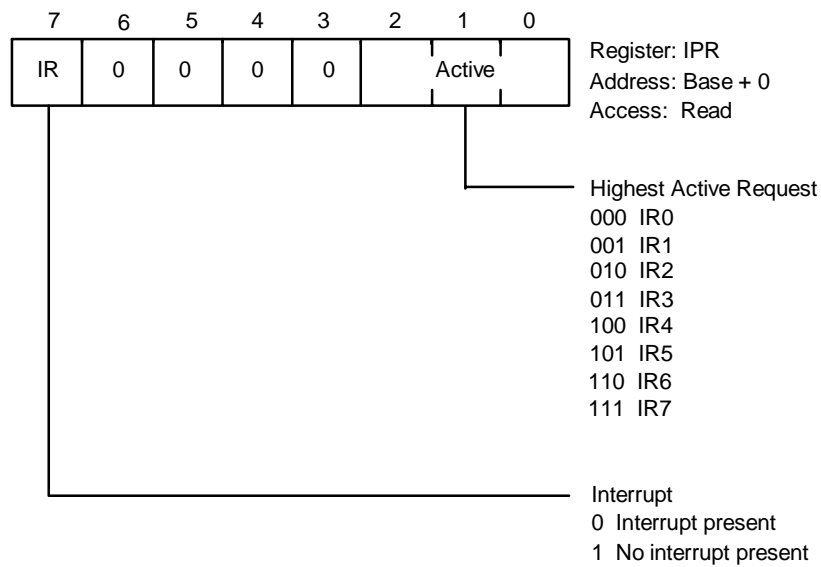 7 6 5 4 3 2 1 0
IR 0 0 0 0 Active
Register: IPR
Address: Base + 0
Access: Read
Highest Active Request
000 IR0
001 IR1
010 IR2
011 IR3
100 IR4
101 IR5
110 IR6
111 IR7
Interrupt
0 Interrupt present
1 No interrupt present